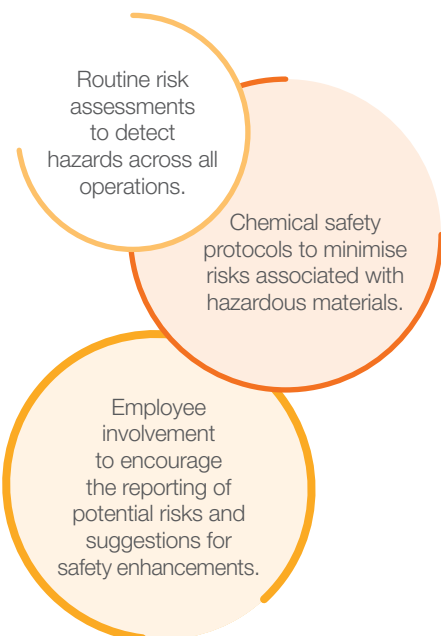 Routine risk
assessments
to detect
hazards across all
operations.
Chemical safety
protocols to minimise
risks associated with
hazardous materials.
Employee
involvement
to encourage
the reporting of
potential risks and
suggestions for
safety enhancements.